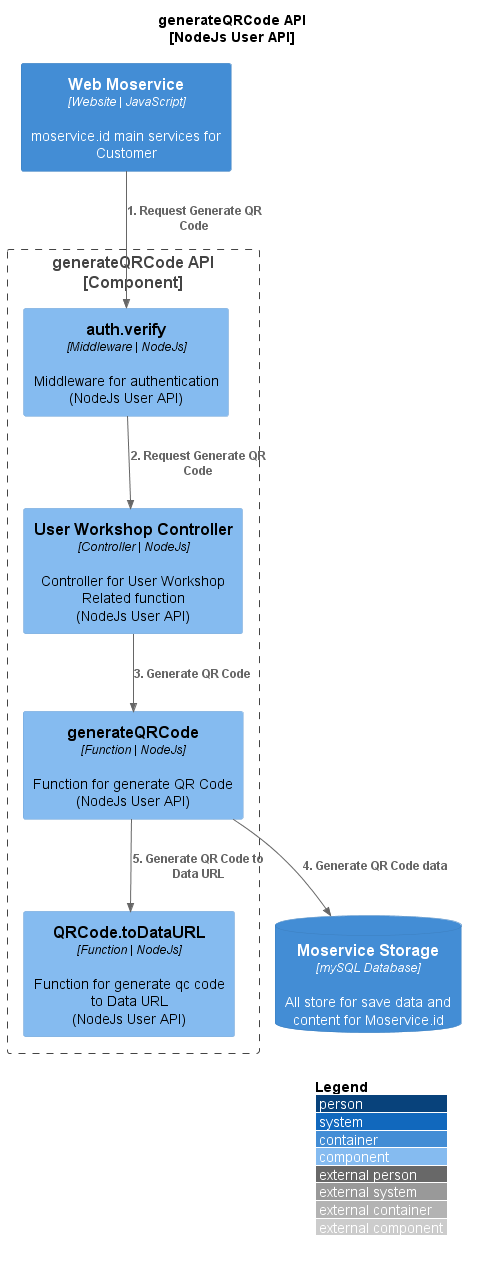 generateQRCode API
[NodeJs User API]
Web Moservice
[Website | JavaScript]
moservice.id main services for
Customer
1. Request Generate QR
Code
generateQRCode API
[Component]
auth.verify
[Middleware | NodeJs]
Middleware for authentication
(NodeJs User API)
2. Request Generate QR
Code
User Workshop Controller
[Controller | NodeJs]
Controller for User Workshop
Related function
(NodeJs User API)
3. Generate QR Code
generateQRCode
[Function | NodeJs]
Function for generate QR Code
(NodeJs User API)
5. Generate QR Code to
Data URL
4. Generate QR Code data
QRCode.toDataURL
[Function | NodeJs]
Function for generate qc code
to Data URL
(NodeJs User API)
Moservice Storage
[mySQL Database]
All store for save data and
content for Moservice.id
Legend
person
system
container
component
external person
external system
external container
external component